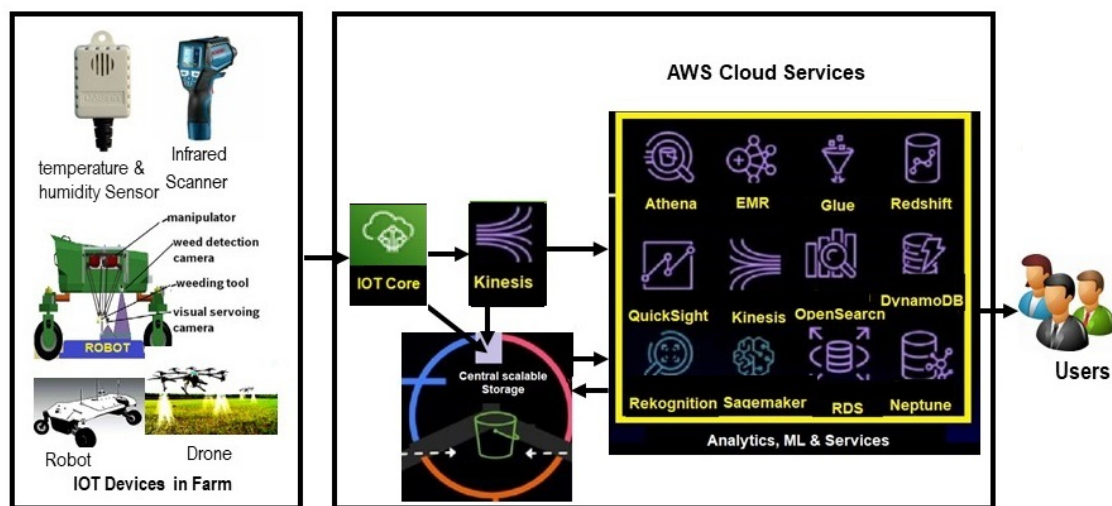 temperature &
humidity Sensor
Infrared
Scanner
manipulator
weed detection
camera
weeding tool
visual servoing
camera
ROBOT
Robot
Drone
IOT Devices in Farm
AWS Cloud Services
IOT Core
Kinesis
Central scalable
Storage
Athena
EMR
Glue
Redshift
QuickSight
Kinesis
OpenSearcn
DynamoDB
Rekognition
Sagemaker
RDS
Neptune
Analytics, ML & Services
Users